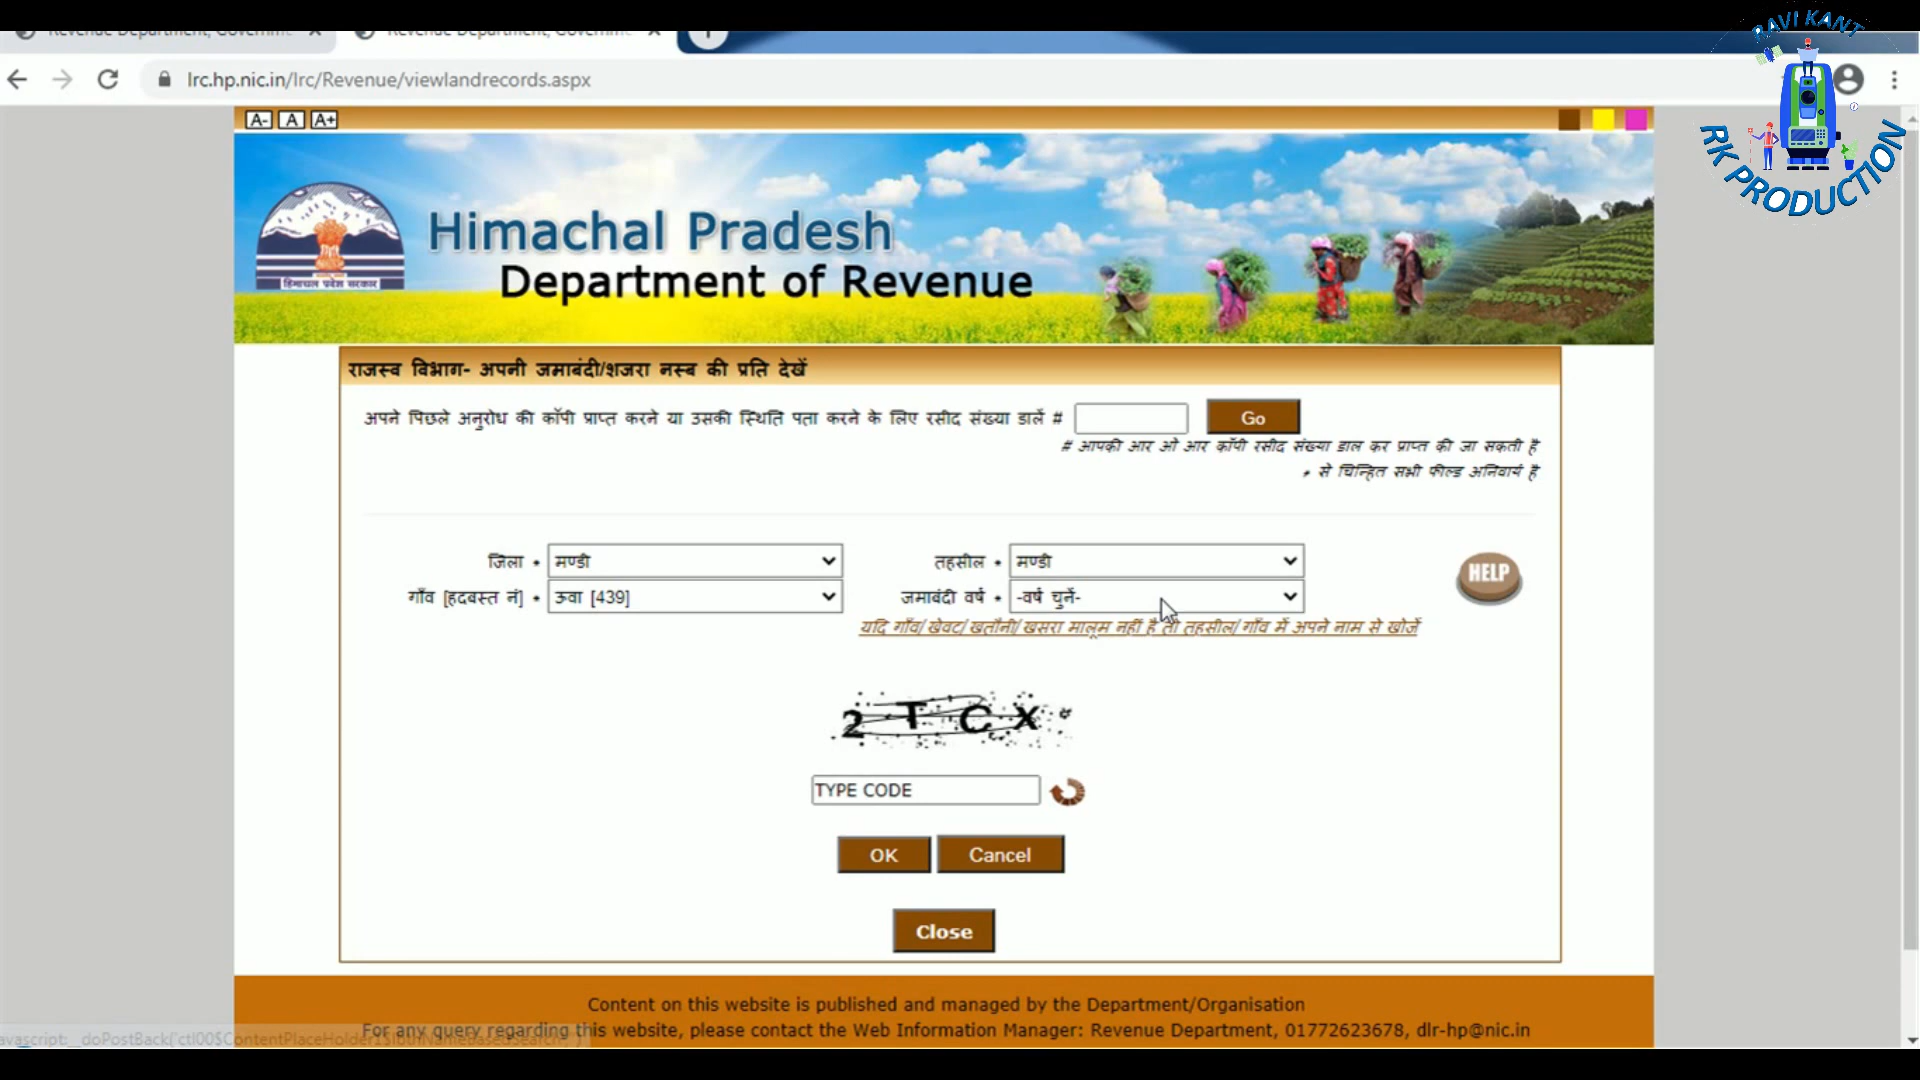 RAVI KANT
RK PRODUCTION
lrc.hp.nic.in/lrc/Revenue/viewlandrecords.aspx
A- A A+
Himachal Pradesh
Department of Revenue
हिमाचल प्रदेश सरकार
राजस्व विभाग- अपनी जमाबंदी/शजरा नस्ब की प्रति देखें
अपने पिछले अनुरोध की कॉपी प्राप्त करने या उसकी स्थिति पता करने के लिए रसीद संख्या डालें # Go
# आपकी आर ओ आर कॉपी रसीद संख्या डाल कर प्राप्त की जा सकती है
* से चिन्हित सभी फील्ड अनिवार्य है
जिला * मण्डी तहसील * मण्डी
HELP
गाँव [हदबस्त नं] * ऊवा [439] जमाबंदी वर्ष * -वर्ष चुनें-
यदि गाँव/खेवट/खतौनी/खसरा मालूम नहीं है तो तहसील/गाँव में अपने नाम से खोजें
2 T C X
TYPE CODE
OK Cancel
Close
Content on this website is published and managed by the Department/Organisation
For any query regarding this website, please contact the Web Information Manager: Revenue Department, 01772623678, dlr-hp@nic.in